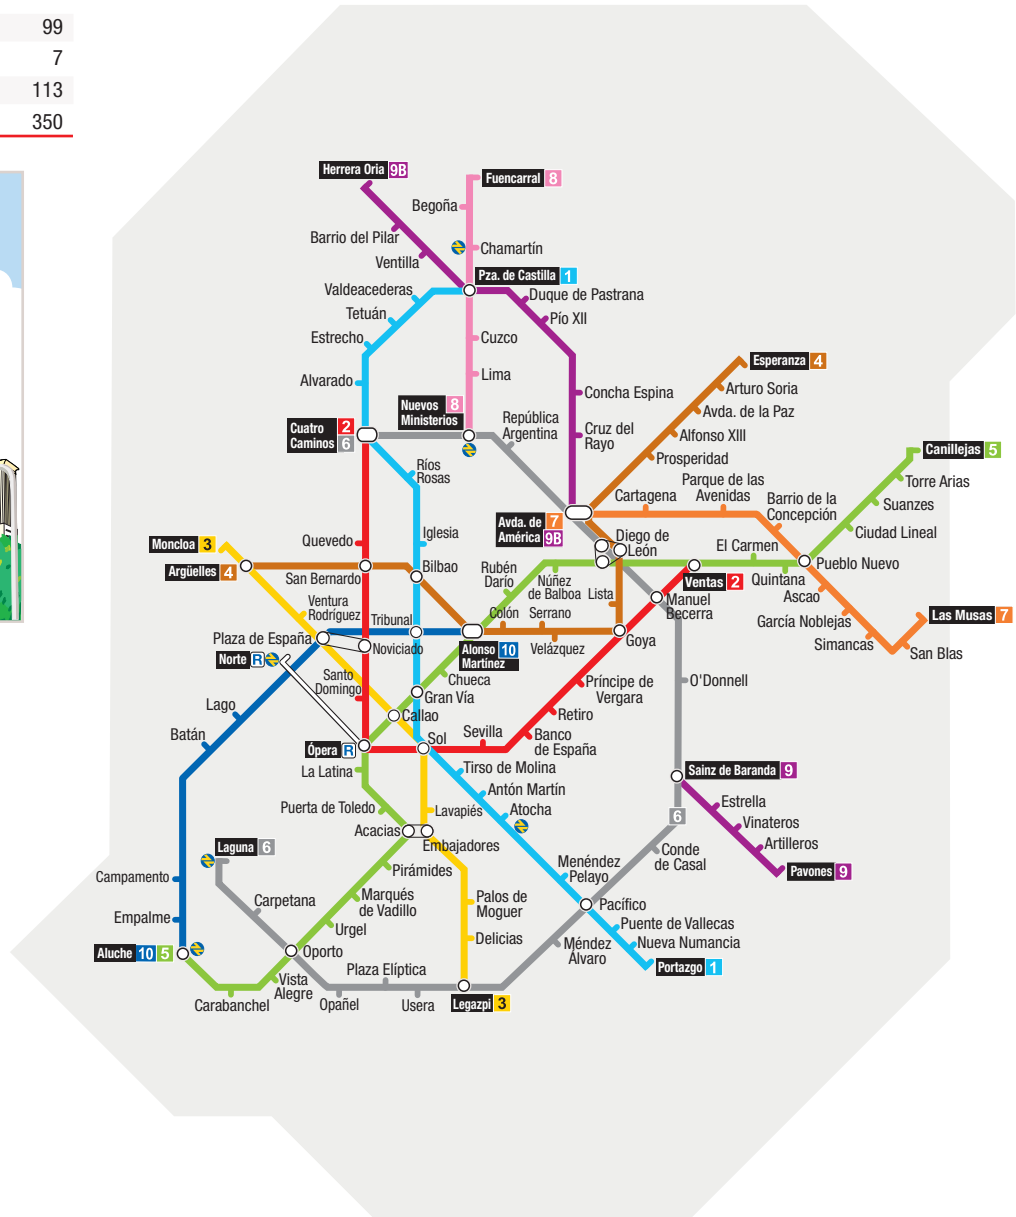 99
7
113
350
Herrera Oria 9B
Fuencarral 8
Begoña
Barrio del Pilar
Chamartín
Ventilla
Pza. de Castilla 1
Valdeacederas
Duque de Pastrana
Tetuán
Pío XII
Estrecho
Cuzco
Esperanza 4
Alvarado
Lima
Arturo Soria
Concha Espina
Nuevos
Ministerios 8
Avda. de la Paz
República
Argentina
Cuatro
Caminos
2
6
Cruz del
Rayo
Alfonso XIII
Canillejas 5
Prosperidad
Ríos
Rosas
Torre Arias
Parque de las
Avenidas
Cartagena
Barrio de la
Concepción
Suanzes
Avda. de
América
7
9B
Ciudad Lineal
Iglesia
Quevedo
Diego de
León
Moncloa 3
El Carmen
Argüelles 4
San Bernardo
Bilbao
Rubén
Darío
Núñez
de Balboa
Pueblo Nuevo
Ventas 2
Quintana
Lista
Ascao
Manuel
Becerra
Ventura
Rodríguez
Colón
Serrano
Tribunal
García Noblejas
Las Musas 7
Plaza de España
Noviciado
Alonso
Martínez
10
Velázquez
Goya
Simancas
San Blas
Norte R
Santo
Domingo
Chueca
Príncipe de
Vergara
O'Donnell
Gran Vía
Lago
Callao
Retiro
Batán
Sol
Sevilla
Banco
de España
Ópera R
La Latina
Tirso de Molina
Sainz de Baranda 9
Antón Martín
Puerta de Toledo
Lavapiés
Atocha
Estrella
6
Vinateros
Acacias
Embajadores
Artilleros
Laguna 6
Conde
de Casal
Menéndez
Pelayo
Pavones 9
Pirámides
Campamento
Carpetana
Marqués
de Vadillo
Palos de
Moguer
Pacífico
Empalme
Urgel
Puente de Vallecas
Delicias
Nueva Numancia
Aluche 10 5
Oporto
Méndez
Álvaro
Portazgo 1
Plaza Elíptica
Vista
Alegre
Carabanchel
Opañel
Usera
Legazpi 3